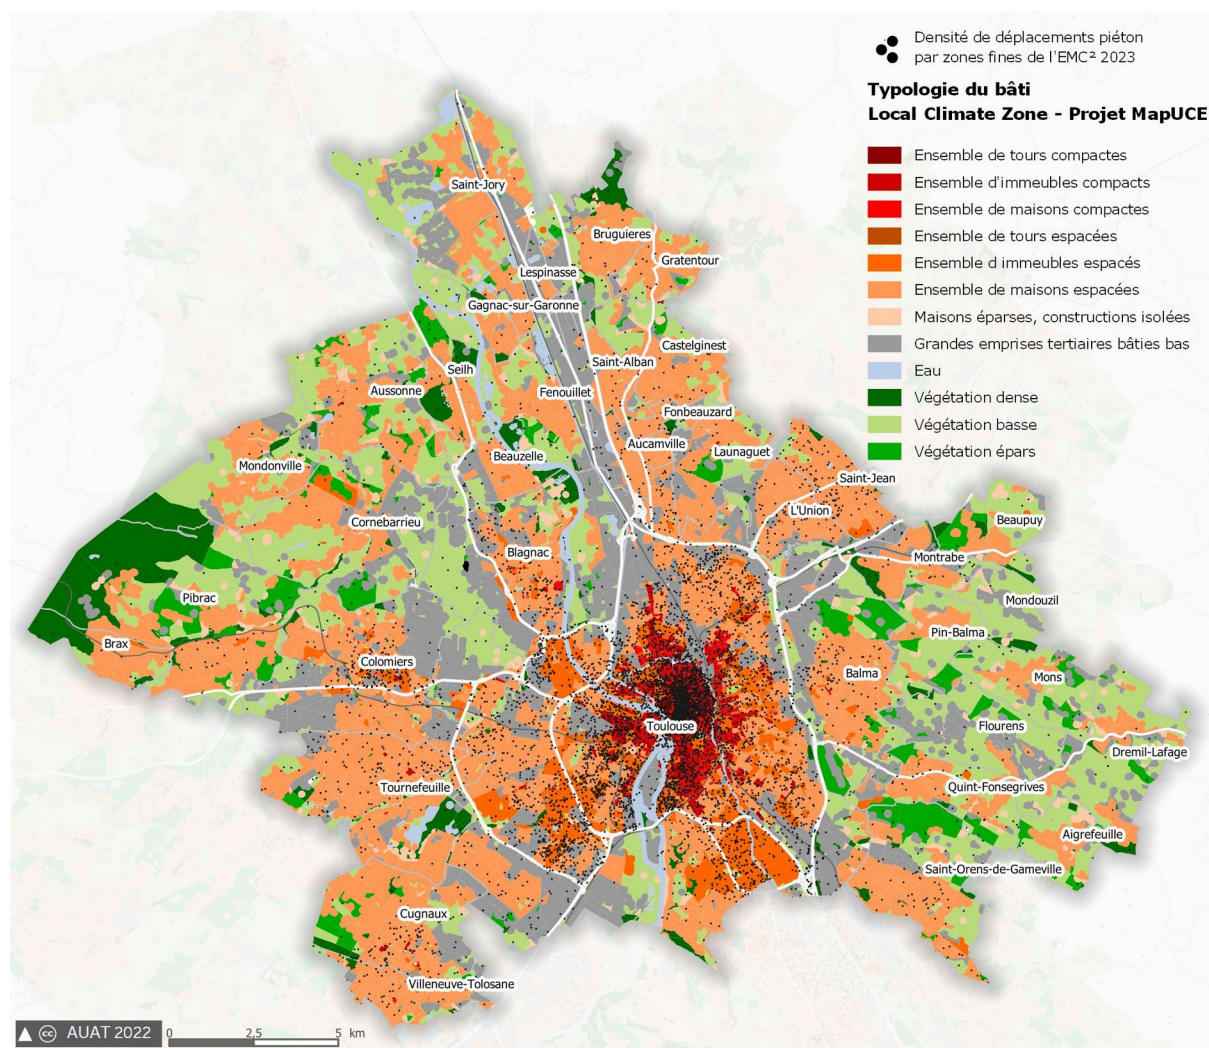 Densité de déplacements piéton
par zones fines de l'EMC² 2023
Typologie du bâti
Local Climate Zone - Projet MapUCE
Ensemble de tours compactes
Ensemble d'immeubles compacts
Ensemble de maisons compactes
Ensemble de tours espacées
Ensemble d immeubles espacés
Ensemble de maisons espacées
Maisons éparses, constructions isolées
Grandes emprises tertiaires bâties bas
Eau
Végétation dense
Végétation basse
Végétation épars
Saint-Jory
Bruguieres
Gratentour
Lespinasse
Gagnac-sur-Garonne
Castelginest
Saint-Alban
Seilh
Aussonne
Fenouillet
Fonbeauzard
Aucamville
Launaguet
Beauzelle
Mondonville
Saint-Jean
L'Union
Cornebarrieu
Beaupuy
Blagnac
Montrabe
Pibrac
Mondouzil
Pin-Balma
Brax
Colomiers
Balma
Mons
Toulouse
Flourens
Dremil-Lafage
Tournefeuille
Quint-Fonsegrives
Aigrefeuille
Saint-Orens-de-Gameville
Cugnaux
Villeneuve-Tolosane
cc AUAT 2022
0 2,5 5 km